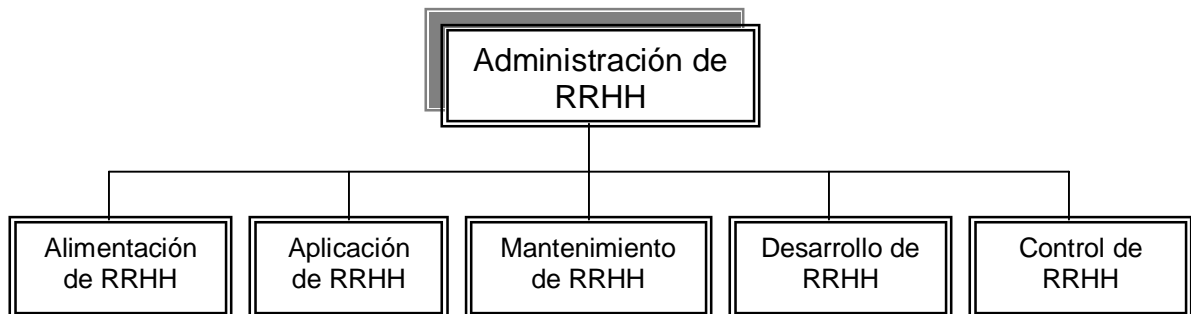 Administración de
RRHH
Alimentación
de RRHH
Aplicación
de RRHH
Mantenimiento
de RRHH
Desarrollo de
RRHH
Control de
RRHH